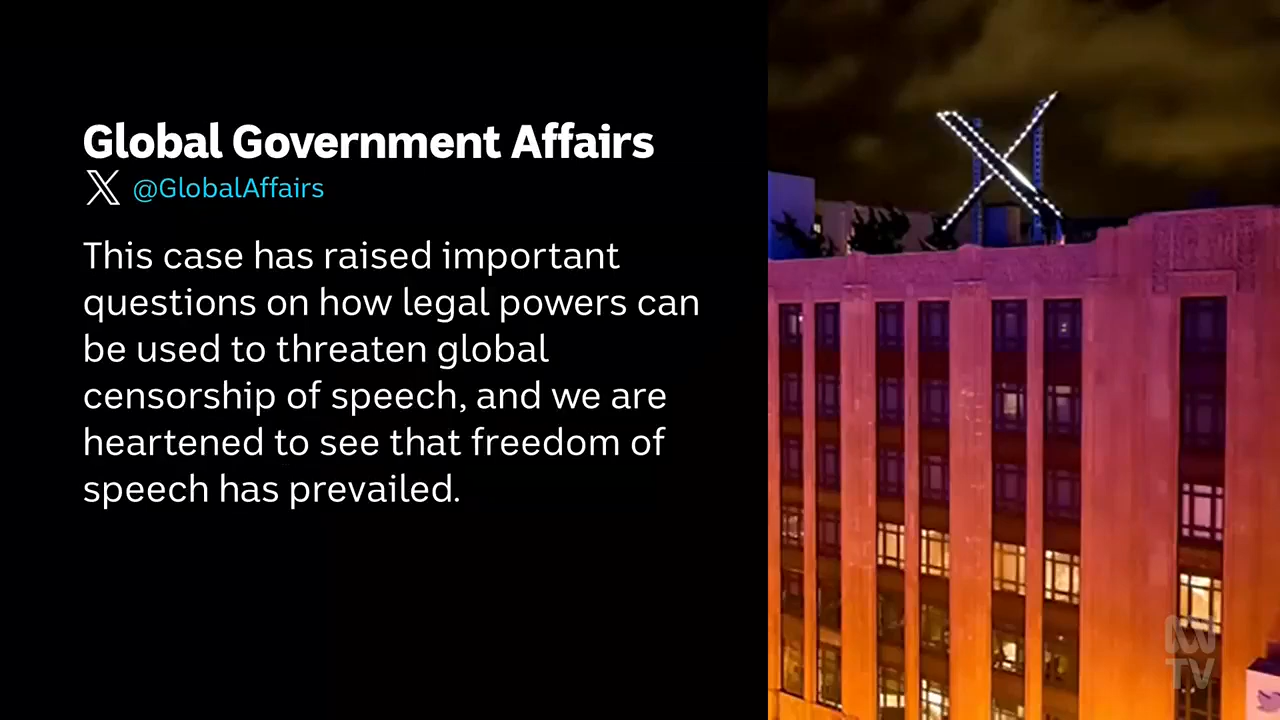 Global Government Affairs
@GlobalAffairs
This case has raised important
questions on how legal powers can
be used to threaten global
censorship of speech, and we are
heartened to see that freedom of
speech has prevailed.
X
TV